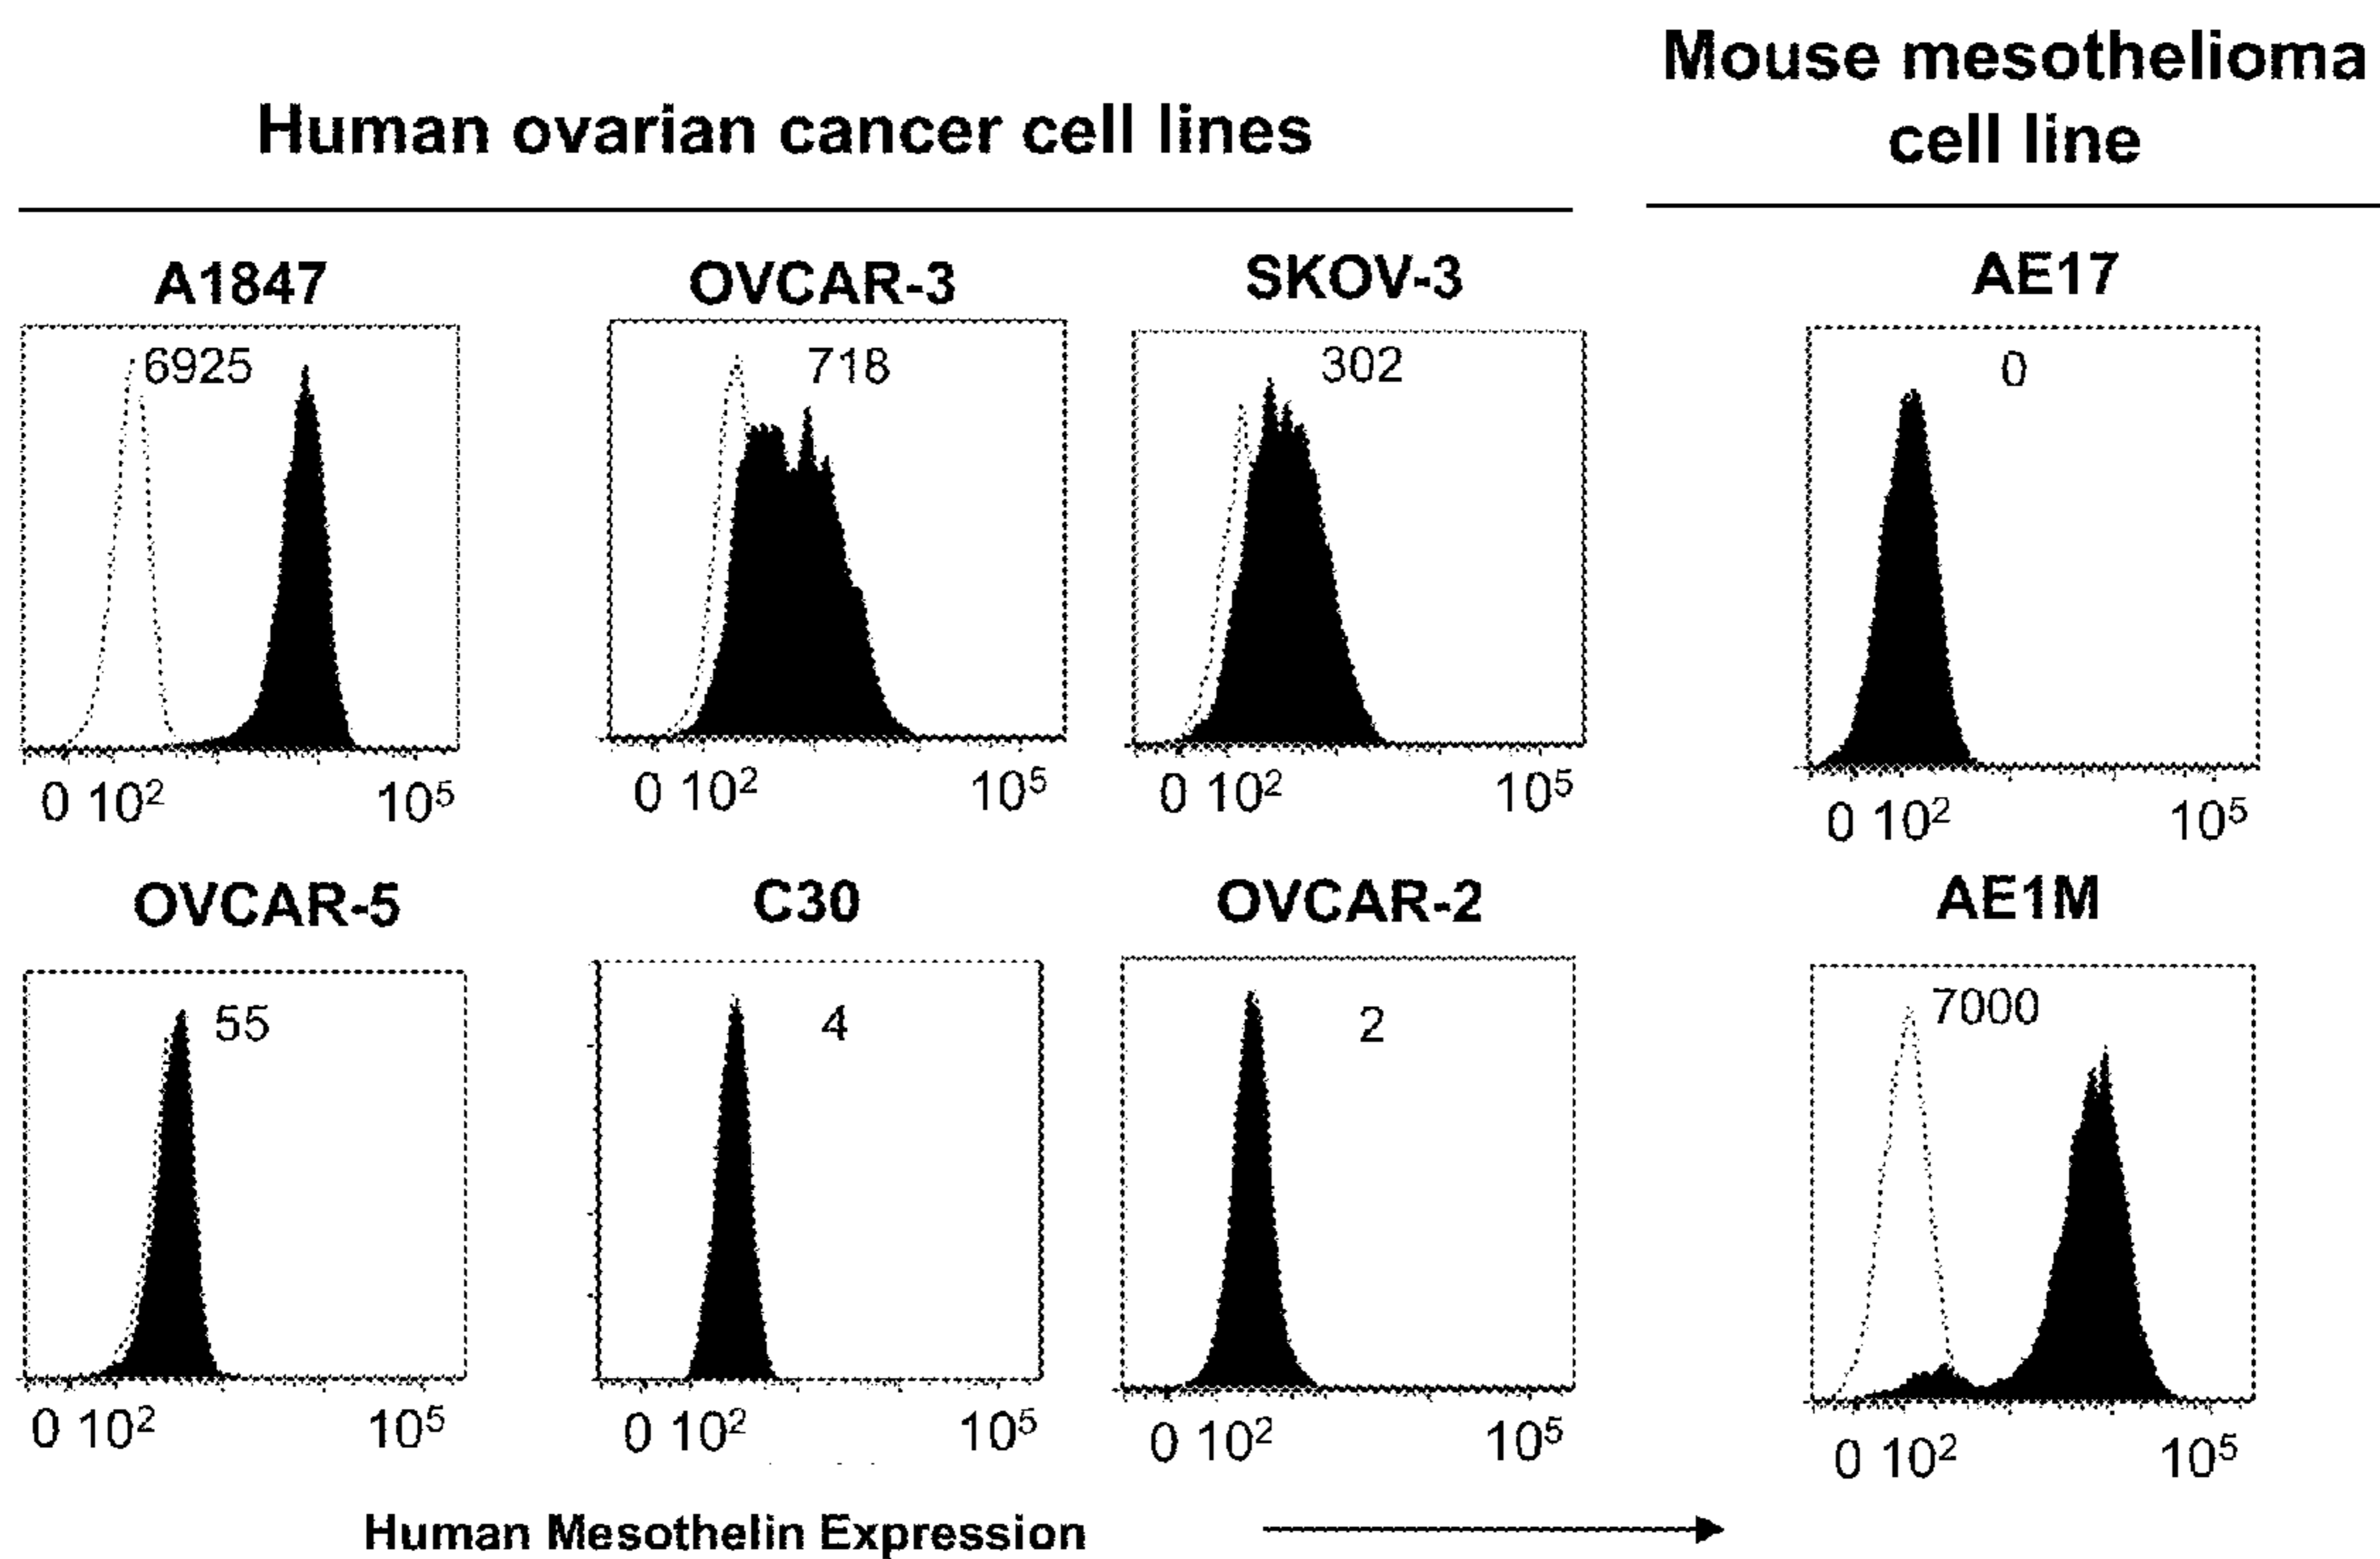 Human ovarian cancer cell lines
Mouse mesothelioma
cell line
A1847
OVCAR-3
SKOV-3
AE17
6925
718
302
0
0 10²
10⁵
0 10²
10⁵
0 10²
10⁵
0 10²
10⁵
OVCAR-5
C30
OVCAR-2
AE1M
55
4
2
7000
0 10²
10⁵
0 10²
10⁵
0 10²
10⁵
0 10²
10⁵
Human Mesothelin Expression